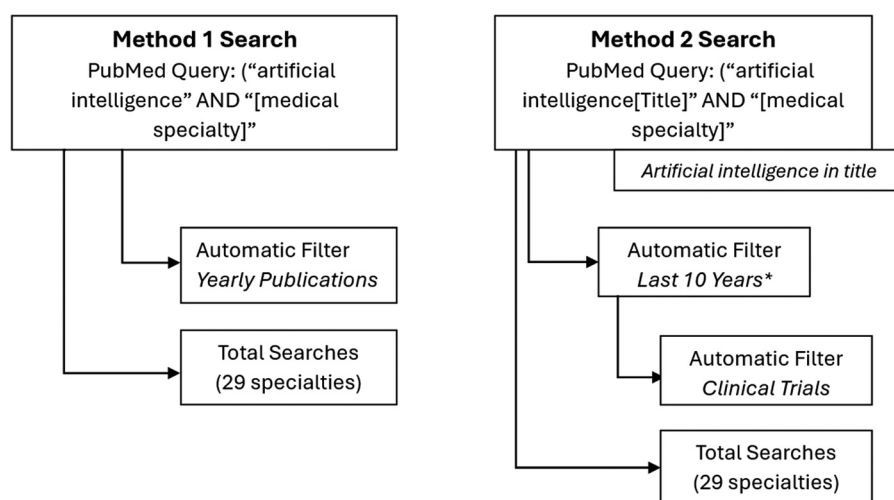 Method 1 Search
PubMed Query: (“artificial
intelligence” AND “[medical
specialty]”
Automatic Filter
Yearly Publications
Total Searches
(29 specialties)
Method 2 Search
PubMed Query: (“artificial
intelligence[Title]” AND “[medical
specialty]”
Artificial intelligence in title
Automatic Filter
Last 10 Years*
Automatic Filter
Clinical Trials
Total Searches
(29 specialties)